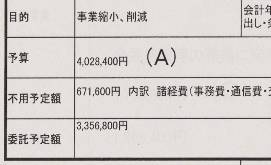 目的 事業縮小、削減 会計年
出し・
予算 4,028,400円 (A)
不用予定額 671,600円 内訳 諸経費(事務費・通信費・
委託予定額 3,356,800円